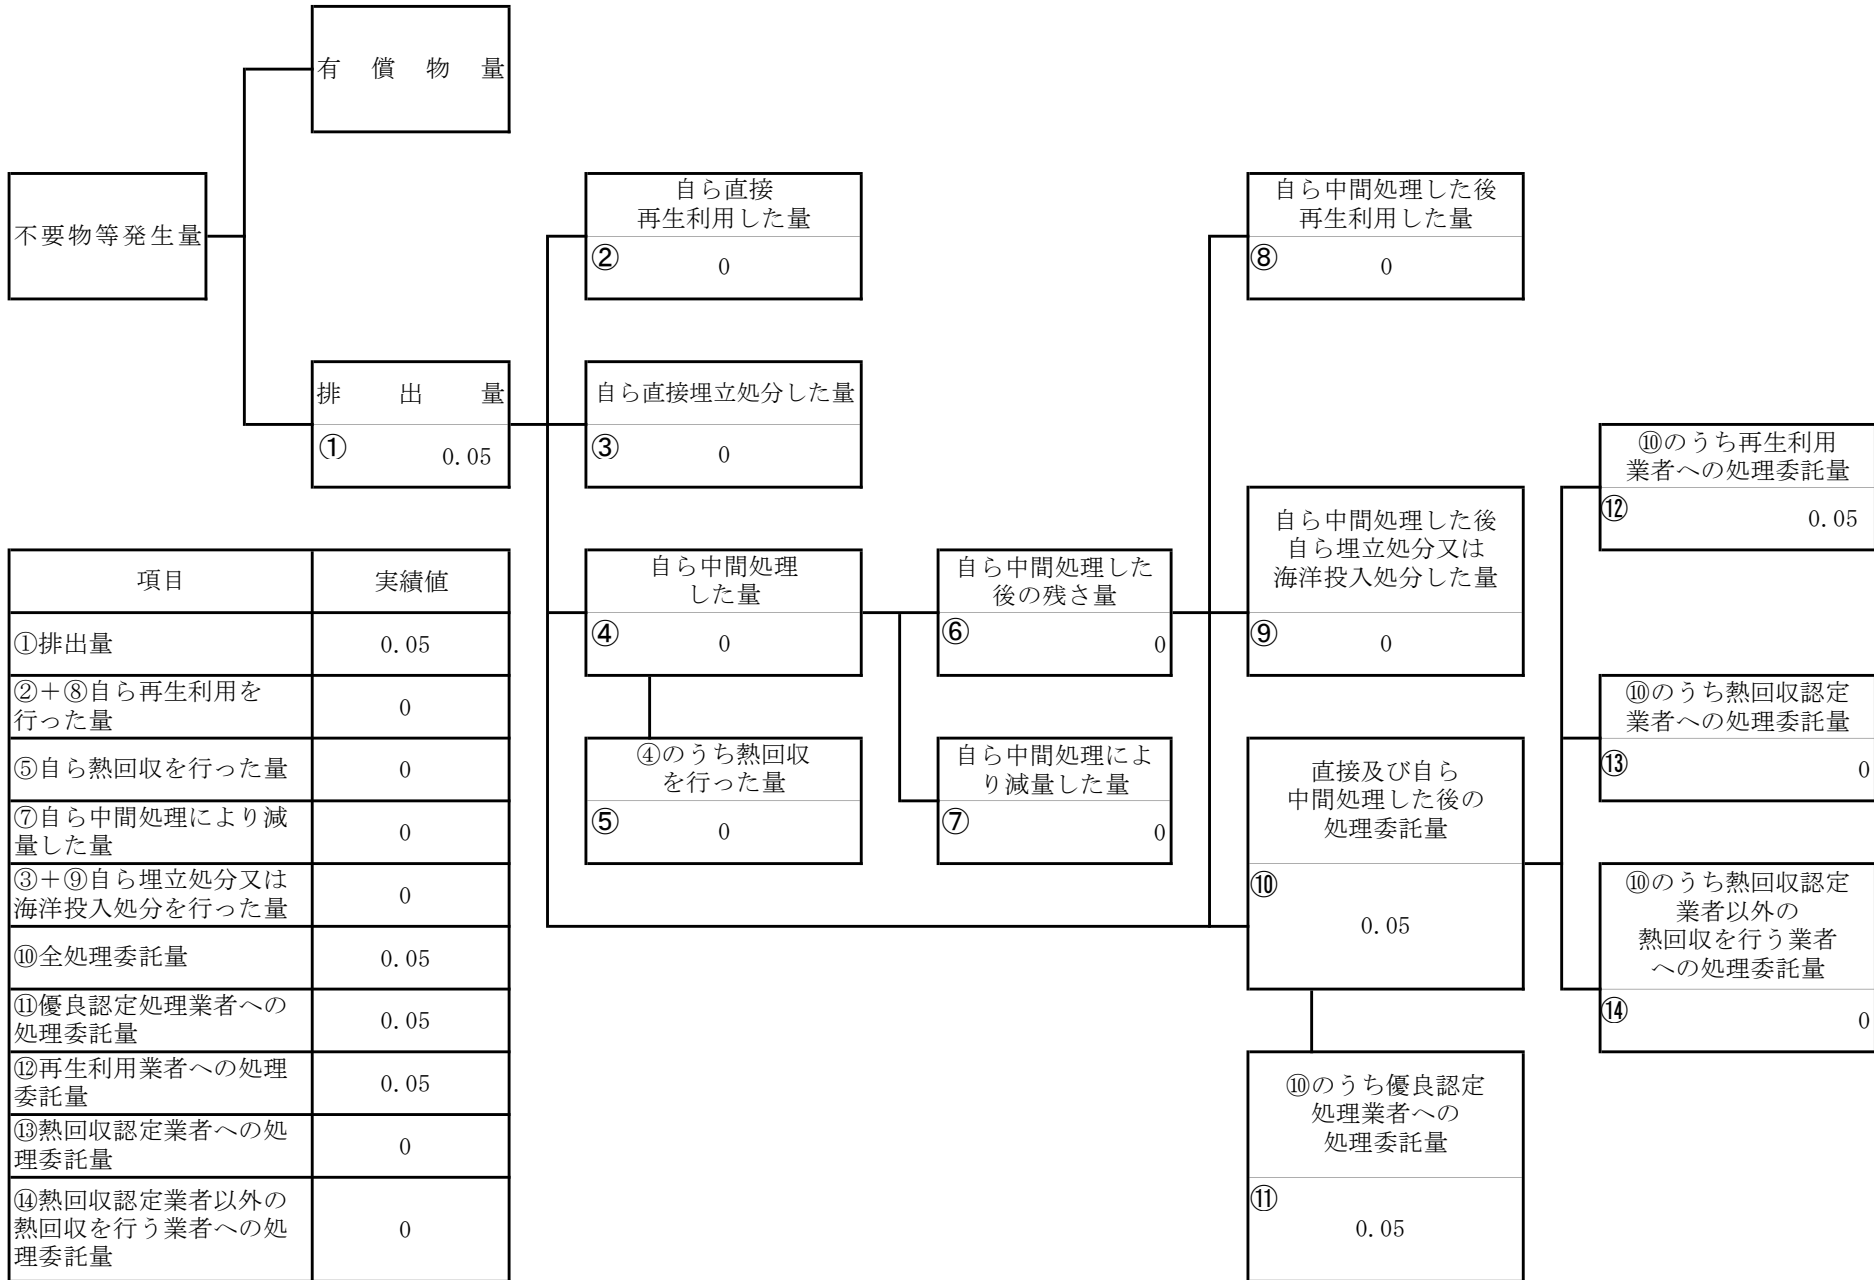 有償物量
不要物等発生量
自ら直接
再生利用した量
②
0
自ら中間処理した後
再生利用した量
⑧
0
排出量
①
0.05
自ら直接埋立処分した量
③
0
⑩のうち再生利用
業者への処理委託量
⑫
0.05
自ら中間処理した後
自ら埋立処分又は
海洋投入処分した量
⑨
0
自ら中間処理
した量
④
0
自ら中間処理した
後の残さ量
⑥
0
⑩のうち熱回収認定
業者への処理委託量
⑬
0
④のうち熱回収
を行った量
⑤
0
自ら中間処理によ
り減量した量
⑦
0
直接及び自ら
中間処理した後の
処理委託量
⑩
0.05
⑩のうち熱回収認定
業者以外の
熱回収を行う業者
への処理委託量
⑭
0
⑩のうち優良認定
処理業者への
処理委託量
⑪
0.05
項目 実績値
①排出量 0.05
②＋⑧自ら再生利用を
行った量 0
⑤自ら熱回収を行った量 0
⑦自ら中間処理により減
量した量 0
③＋⑨自ら埋立処分又は
海洋投入処分を行った量 0
⑩全処理委託量 0.05
⑪優良認定処理業者への
処理委託量 0.05
⑫再生利用業者への処理
委託量 0.05
⑬熱回収認定業者への処
理委託量 0
⑭熱回収認定業者以外の
熱回収を行う業者への処
理委託量 0